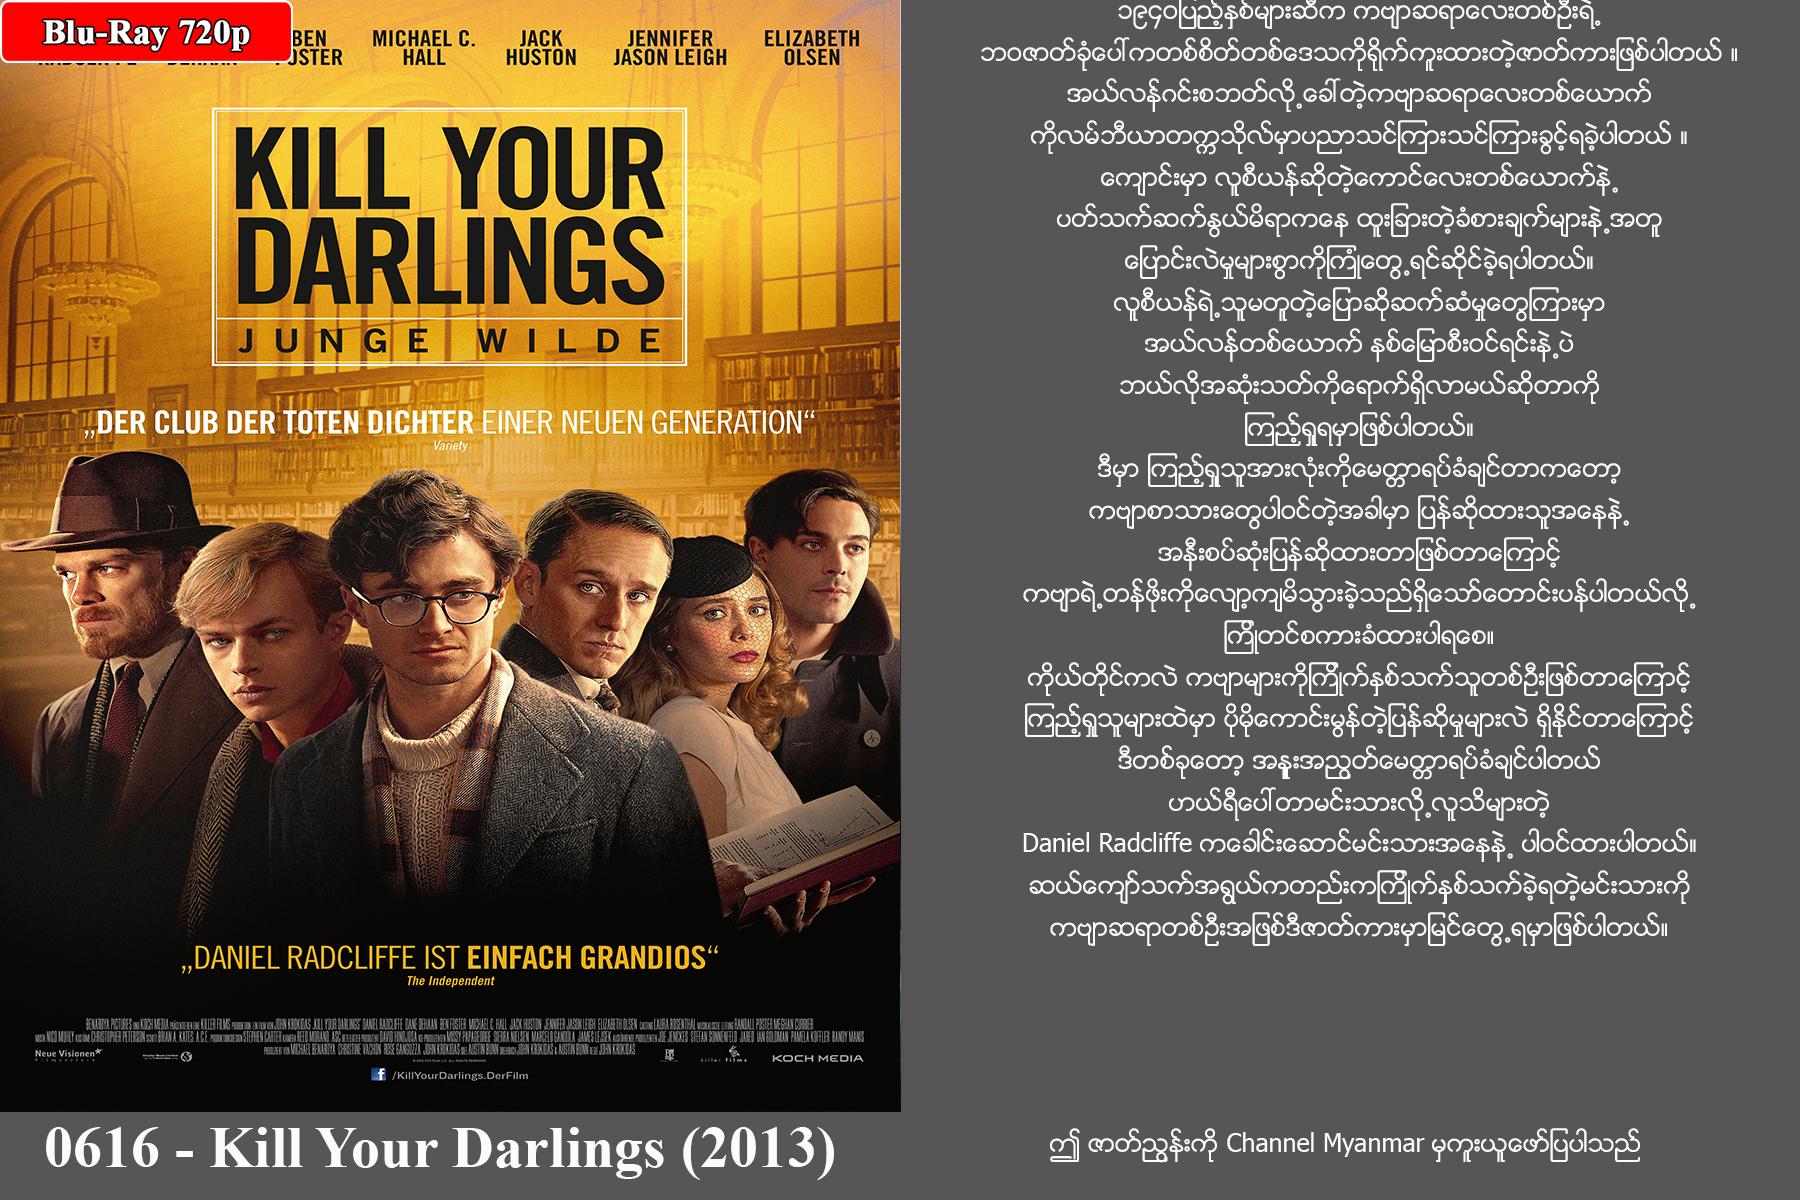 Blu-Ray 720p
BEN
FOSTER
MICHAEL C.
HALL
JACK
HUSTON
JENNIFER
JASON LEIGH
ELIZABETH
OLSEN
KILL YOUR
DARLINGS
JUNGE WILDE
„DER CLUB DER TOTEN DICHTER EINER NEUEN GENERATION“
Variety
„DANIEL RADCLIFFE IST EINFACH GRANDIOS“
The Independent
Neue Visionen
killer films
KOCH MEDIA
/KillYourDarlings.DerFilm
0616 - Kill Your Darlings (2013)
၁၉၄၀ပြည့်နှစ်များဆီက ကဗျာဆရာလေးတစ်ဦးရဲ့
ဘဝဇာတ်ခုံပေါ်ကတစ်စိတ်တစ်ဒေသကိုရိုက်ကူးထားတဲ့ဇာတ်ကားဖြစ်ပါတယ် ။
အယ်လန်ဂင်းစဘတ်လို့ခေါ်တဲ့ကဗျာဆရာလေးတစ်ယောက်
ကိုလမ်ဘီယာတက္ကသိုလ်မှာပညာသင်ကြားသင်ကြားခွင့်ရခဲ့ပါတယ် ။
ကျောင်းမှာ လူစီယန်ဆိုတဲ့ကောင်လေးတစ်ယောက်နဲ့
ပတ်သက်ဆက်နွယ်မိရာကနေ ထူးခြားတဲ့ခံစားချက်များနဲ့အတူ
ပြောင်းလဲမှုများစွာကိုကြုံတွေ့ရင်ဆိုင်ခဲ့ရပါတယ်။
လူစီယန်ရဲ့သူမတူတဲ့ပြောဆိုဆက်ဆံမှုတွေကြားမှာ
အယ်လန်တစ်ယောက် နစ်မြောစီးဝင်ရင်းနဲ့ပဲ
ဘယ်လိုအဆုံးသတ်ကိုရောက်ရှိလာမယ်ဆိုတာကို
ကြည့်ရှုရမှာဖြစ်ပါတယ်။
ဒီမှာ ကြည့်ရှုသူအားလုံးကိုမေတ္တာရပ်ခံချင်တာကတော့
ကဗျာစာသားတွေပါဝင်တဲ့အခါမှာ ပြန်ဆိုထားသူအနေနဲ့
အနီးစပ်ဆုံးပြန်ဆိုထားတာဖြစ်တာကြောင့်
ကဗျာရဲ့တန်ဖိုးကိုလျော့ကျမိသွားခဲ့သည်ရှိသော်တောင်းပန်ပါတယ်လို့
ကြိုတင်စကားခံထားပါရစေ။
ကိုယ်တိုင်ကလဲ ကဗျာများကိုကြိုက်နှစ်သက်သူတစ်ဦးဖြစ်တာကြောင့်
ကြည့်ရှုသူများထဲမှာ ပိုမိုကောင်းမွန်တဲ့ပြန်ဆိုမှုများလဲ ရှိနိုင်တာကြောင့်
ဒီတစ်ခုတော့ အနူးအညွတ်မေတ္တာရပ်ခံချင်ပါတယ်
ဟယ်ရီပေါ်တာမင်းသားလို့လူသိများတဲ့
Daniel Radcliffe ကခေါင်းဆောင်မင်းသားအနေနဲ့ ပါဝင်ထားပါတယ်။
ဆယ်ကျော်သက်အရွယ်ကတည်းကကြိုက်နှစ်သက်ခဲ့ရတဲ့မင်းသားကို
ကဗျာဆရာတစ်ဦးအဖြစ်ဒီဇာတ်ကားမှာမြင်တွေ့ရမှာဖြစ်ပါတယ်။
ဤ ဇာတ်ညွှန်းကို Channel Myanmar မှကူးယူဖော်ပြပါသည်